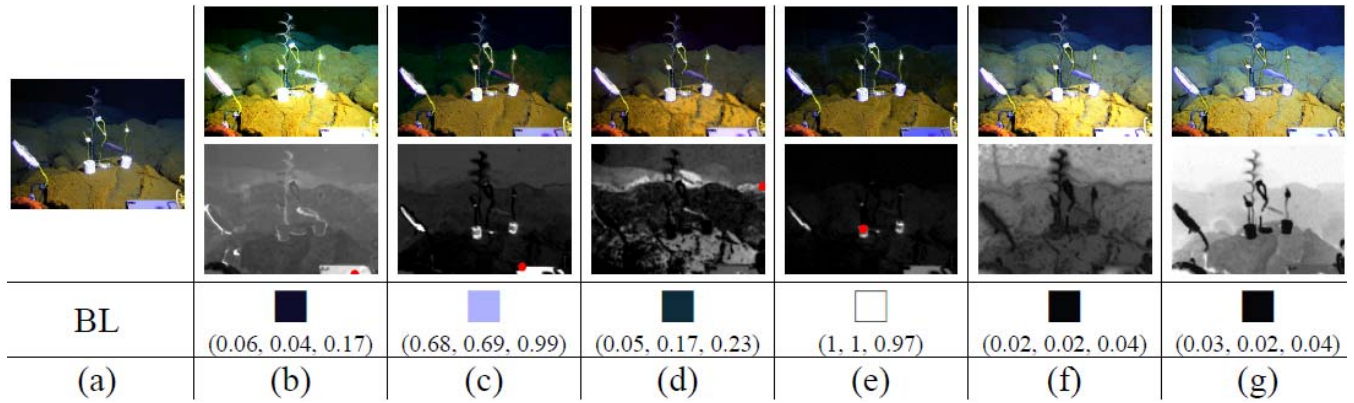 BL
(0.06, 0.04, 0.17)
(0.68, 0.69, 0.99)
(0.05, 0.17, 0.23)
(1, 1, 0.97)
(0.02, 0.02, 0.04)
(0.03, 0.02, 0.04)
(a)
(b)
(c)
(d)
(e)
(f)
(g)